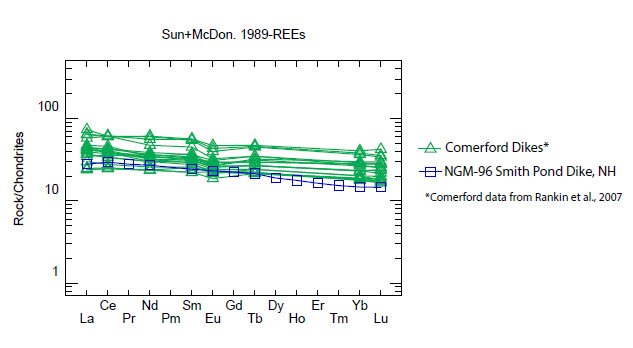 Sun+McDon. 1989-REEs
100
10
1
Rock/Chondrites
Ce Nd Sm Gd Dy Er Yb
La Pr Pm Eu Tb Ho Tm Lu
Comerford Dikes*
NGM-96 Smith Pond Dike, NH
*Comerford data from Rankin et al., 2007